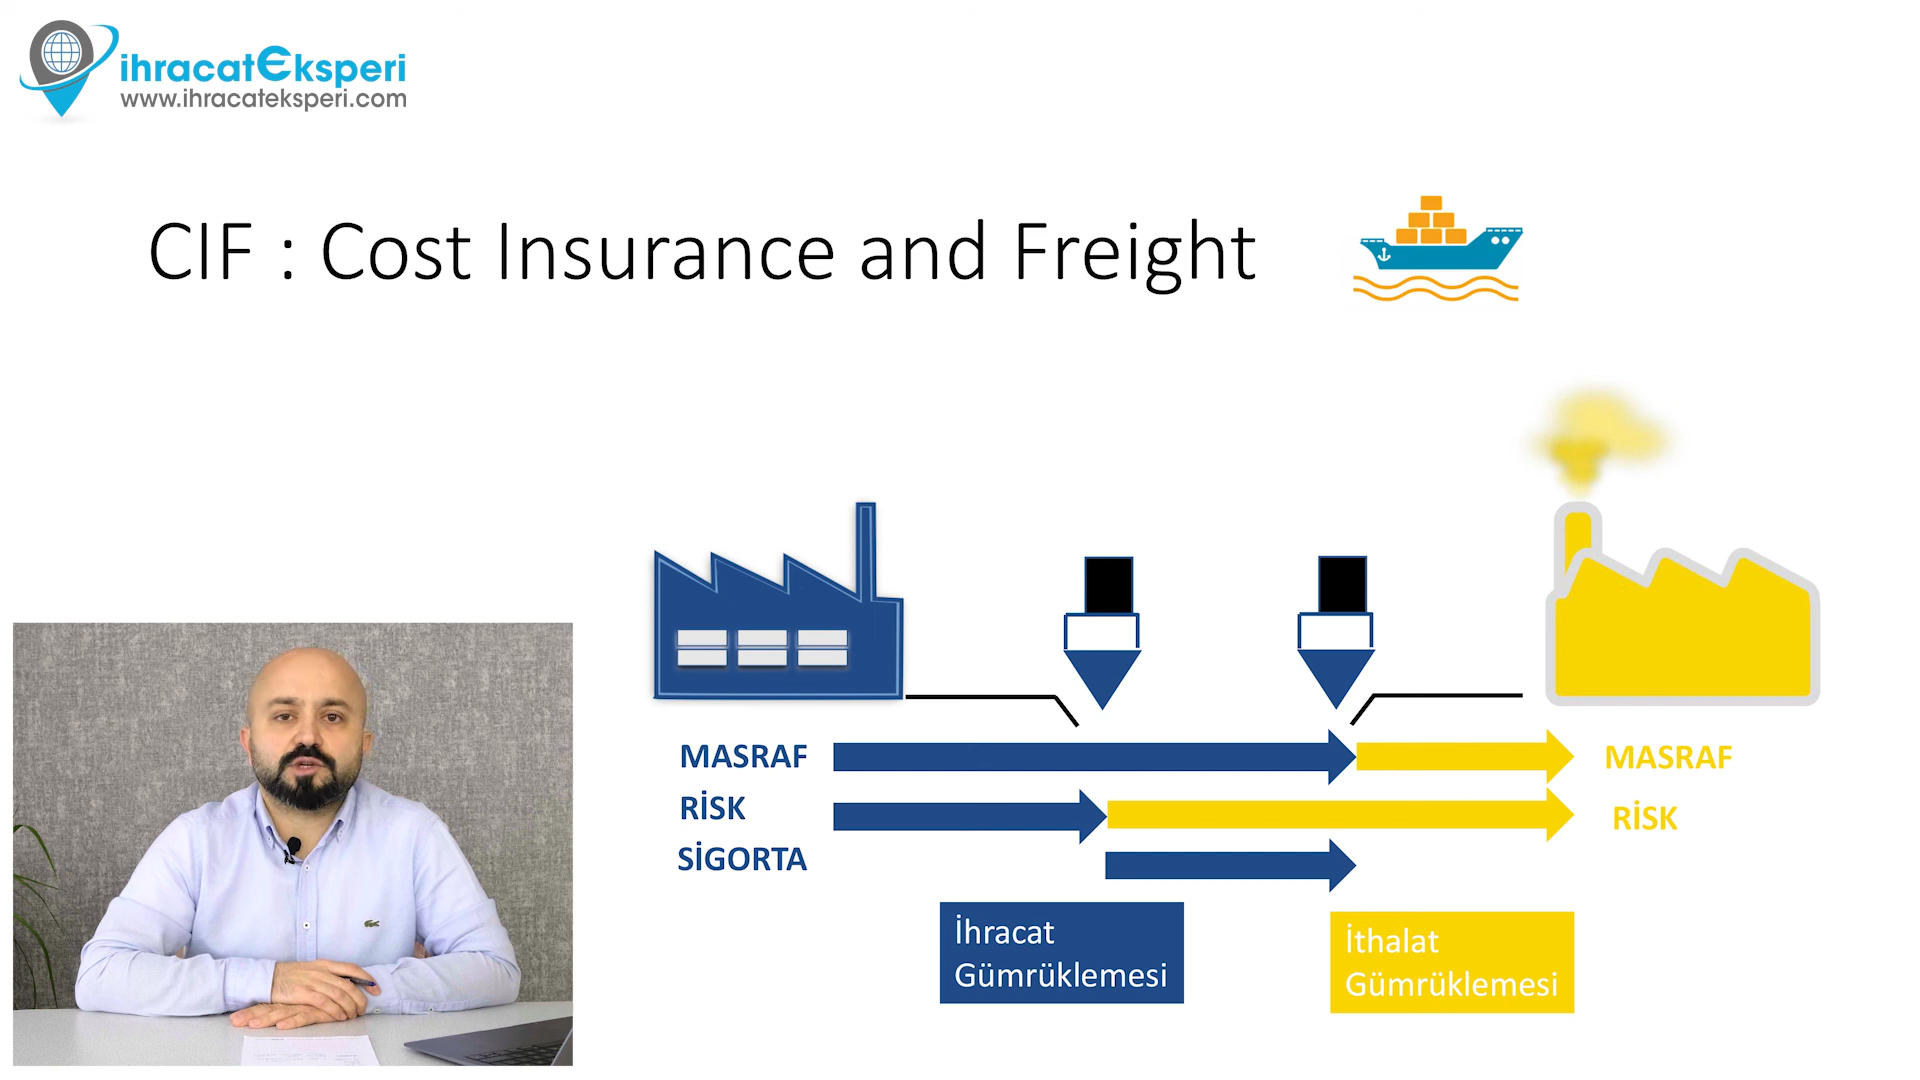 ihracatEksperi
www.ihracateksperi.com
CIF : Cost Insurance and Freight
MASRAF
MASRAF
RİSK
RİSK
SİGORTA
İhracat
Gümrüklemesi
İthalat
Gümrüklemesi